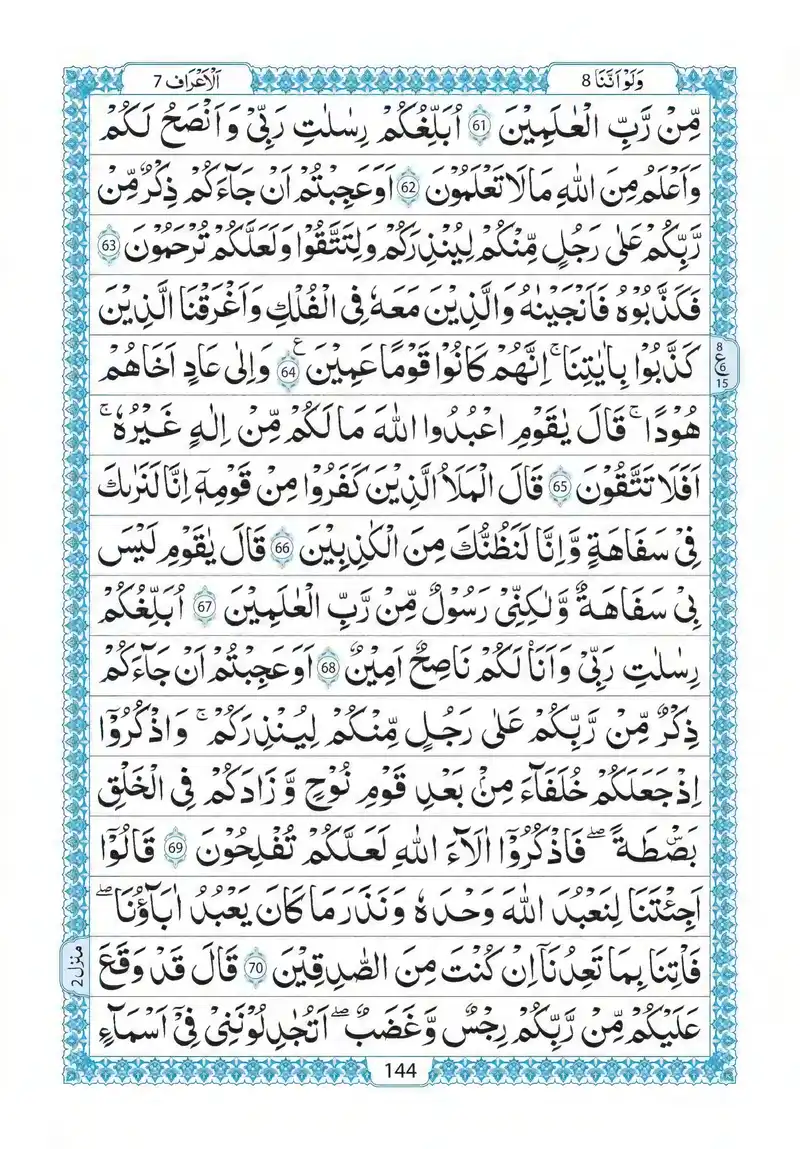 وَلَوْ اَنَّنَا 8
اَلْاَعْرَاف 7
مِّنْ رَّبِّ الْعٰلَمِيْنَ 61 اُبَلِّغُكُمْ رِسٰلٰتِ رَبِّيْ وَاَنْصَحُ لَكُمْ
وَاَعْلَمُ مِنَ اللّٰهِ مَا لَا تَعْلَمُوْنَ 62 اَوَعَجِبْتُمْ اَنْ جَآءَكُمْ ذِكْرٌ مِّنْ
رَّبِّكُمْ عَلٰى رَجُلٍ مِّنْكُمْ لِيُنْذِرَكُمْ وَلِتَتَّقُوْا وَلَعَلَّكُمْ تُرْحَمُوْنَ 63
فَكَذَّبُوْهُ فَاَنْجَيْنٰهُ وَالَّذِيْنَ مَعَهٗ فِي الْفُلْكِ وَاَغْرَقْنَا الَّذِيْنَ
كَذَّبُوْا بِاٰيٰتِنَا ۚ اِنَّهُمْ كَانُوْا قَوْمًا عَمِيْنَ 64 ع وَاِلٰى عَادٍ اَخَاهُمْ
8 ع 6 15
هُوْدًا ۚ قَالَ يٰقَوْمِ اعْبُدُوا اللّٰهَ مَا لَكُمْ مِّنْ اِلٰهٍ غَيْرُهٗ ۚ
اَفَلَا تَتَّقُوْنَ 65 قَالَ الْمَلَاُ الَّذِيْنَ كَفَرُوْا مِنْ قَوْمِهٖٓ اِنَّا لَنَرٰىكَ
فِيْ سَفَاهَةٍ وَّاِنَّا لَنَظُنُّكَ مِنَ الْكٰذِبِيْنَ 66 قَالَ يٰقَوْمِ لَيْسَ
بِيْ سَفَاهَةٌ وَّلٰكِنِّيْ رَسُوْلٌ مِّنْ رَّبِّ الْعٰلَمِيْنَ 67 اُبَلِّغُكُمْ
رِسٰلٰتِ رَبِّيْ وَاَنَا لَكُمْ نَاصِحٌ اَمِيْنٌ 68 اَوَعَجِبْتُمْ اَنْ جَآءَكُمْ
ذِكْرٌ مِّنْ رَّبِّكُمْ عَلٰى رَجُلٍ مِّنْكُمْ لِيُنْذِرَكُمْ ۚ وَاذْكُرُوْٓا
اِذْ جَعَلَكُمْ خُلَفَآءَ مِنْۢ بَعْدِ قَوْمِ نُوْحٍ وَّزَادَكُمْ فِي الْخَلْقِ
بَصْۜطَةً ۖ فَاذْكُرُوْٓا اٰلَآءَ اللّٰهِ لَعَلَّكُمْ تُفْلِحُوْنَ 69 قَالُوْٓا
اَجِئْتَنَا لِنَعْبُدَ اللّٰهَ وَحْدَهٗ وَنَذَرَ مَا كَانَ يَعْبُدُ اٰبَآؤُنَا ۖ
فَاْتِنَا بِمَا تَعِدُنَآ اِنْ كُنْتَ مِنَ الصّٰدِقِيْنَ 70 قَالَ قَدْ وَقَعَ
منزل 2
عَلَيْكُمْ مِّنْ رَّبِّكُمْ رِجْسٌ وَّغَضَبٌ ۖ اَتُجَادِلُوْنَنِيْ فِيْٓ اَسْمَآءٍ
144